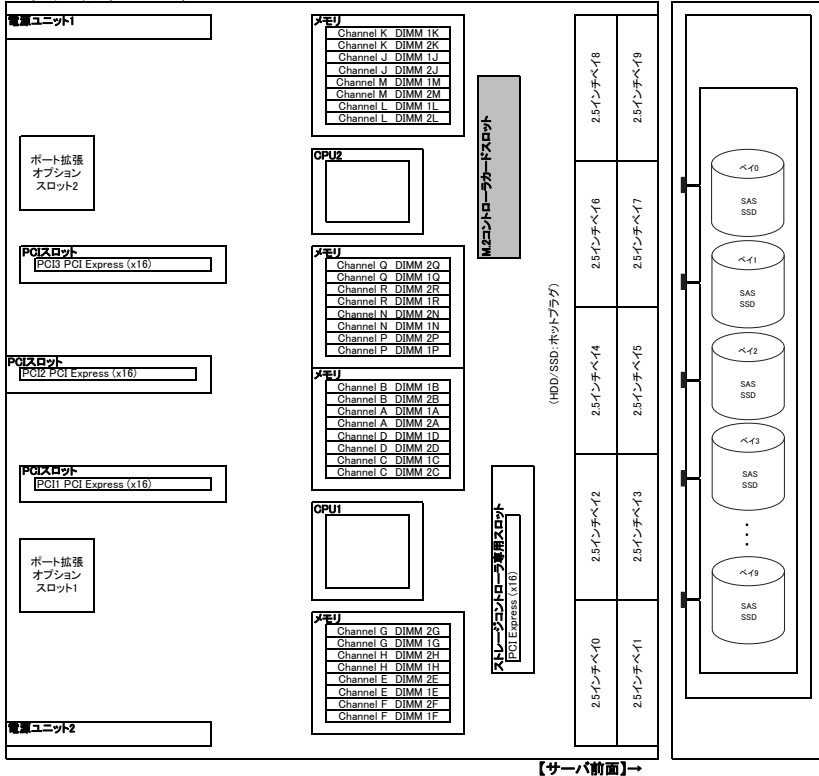 電源ユニット1
ポート拡張
オプション
スロット2
PCIスロット
PCI3 PCI Express (x16)
PCIスロット
PCI2 PCI Express (x16)
PCIスロット
PCI1 PCI Express (x16)
ポート拡張
オプション
スロット1
電源ユニット2
メモリ
Channel K DIMM 1K
Channel K DIMM 2K
Channel J DIMM 1J
Channel J DIMM 2J
Channel M DIMM 1M
Channel M DIMM 2M
Channel L DIMM 1L
Channel L DIMM 2L
CPU2
メモリ
Channel Q DIMM 2Q
Channel Q DIMM 1Q
Channel R DIMM 2R
Channel R DIMM 1R
Channel N DIMM 2N
Channel N DIMM 1N
Channel P DIMM 2P
Channel P DIMM 1P
メモリ
Channel B DIMM 1B
Channel B DIMM 2B
Channel A DIMM 1A
Channel A DIMM 2A
Channel D DIMM 1D
Channel D DIMM 2D
Channel C DIMM 1C
Channel C DIMM 2C
CPU1
メモリ
Channel G DIMM 2G
Channel G DIMM 1G
Channel H DIMM 2H
Channel H DIMM 1H
Channel E DIMM 2E
Channel E DIMM 1E
Channel F DIMM 2F
Channel F DIMM 1F
M.2コントローラカードスロット
ストレージコントローラ専用スロット
PCI Express (x16)
(HDD/SSD:ホットプラグ)
2.5インチベイ8
2.5インチベイ9
2.5インチベイ6
2.5インチベイ7
2.5インチベイ4
2.5インチベイ5
2.5インチベイ2
2.5インチベイ3
2.5インチベイ0
2.5インチベイ1
【サーバ前面】→
ベイ0
SAS
SSD
ベイ1
SAS
SSD
ベイ2
SAS
SSD
ベイ3
SAS
SSD
ベイ9
SAS
SSD